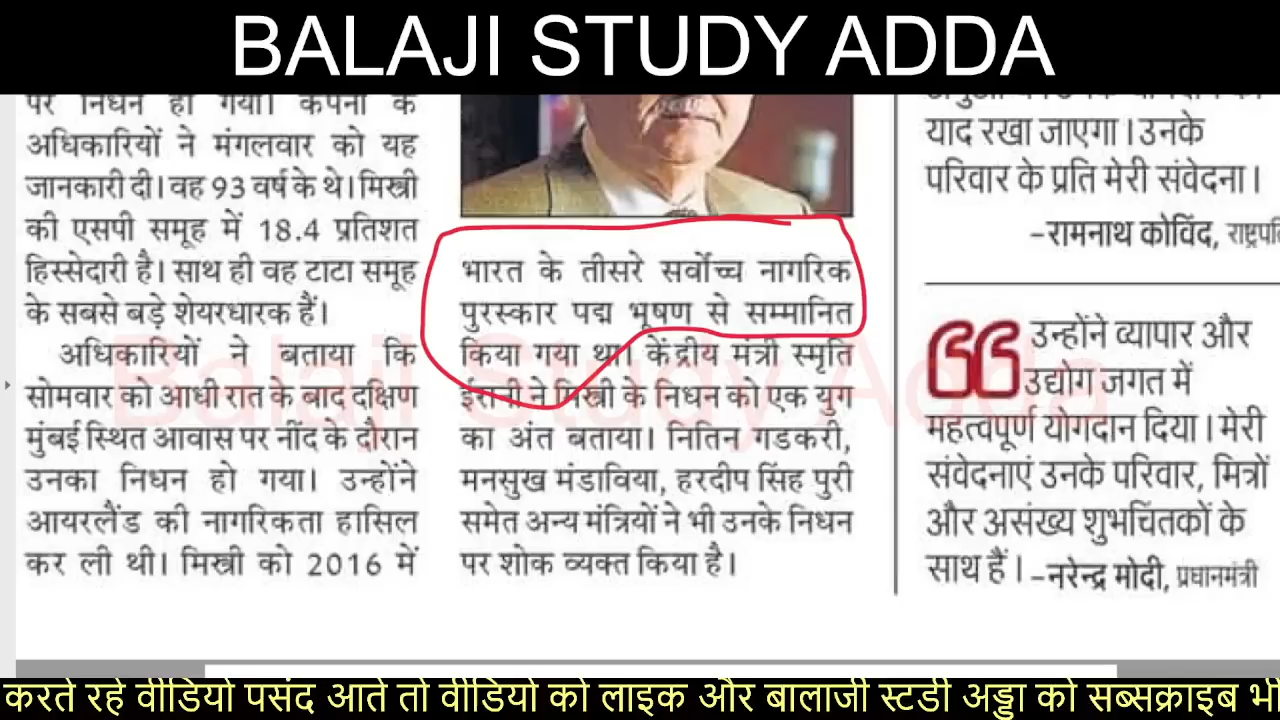 BALAJI STUDY ADDA
पर निधन हो गया। कंपनी के
अधिकारियों ने मंगलवार को यह
जानकारी दी। वह 93 वर्ष के थे। मिस्त्री
की एसपी समूह में 18.4 प्रतिशत
हिस्सेदारी है। साथ ही वह टाटा समूह
के सबसे बड़े शेयरधारक हैं।
अधिकारियों ने बताया कि
सोमवार को आधी रात के बाद दक्षिण
मुंबई स्थित आवास पर नींद के दौरान
उनका निधन हो गया। उन्होंने
आयरलैंड की नागरिकता हासिल
कर ली थी। मिस्त्री को 2016 में
भारत के तीसरे सर्वोच्च नागरिक
पुरस्कार पद्म भूषण से सम्मानित
किया गया था। केंद्रीय मंत्री स्मृति
ईरानी ने मिस्त्री के निधन को एक युग
का अंत बताया। नितिन गडकरी,
मनसुख मंडाविया, हरदीप सिंह पुरी
समेत अन्य मंत्रियों ने भी उनके निधन
पर शोक व्यक्त किया है।
याद रखा जाएगा। उनके
परिवार के प्रति मेरी संवेदना।
-रामनाथ कोविंद, राष्ट्रपति
उन्होंने व्यापार और
उद्योग जगत में
महत्वपूर्ण योगदान दिया। मेरी
संवेदनाएं उनके परिवार, मित्रों
और असंख्य शुभचिंतकों के
साथ हैं। -नरेन्द्र मोदी, प्रधानमंत्री
Balaji Study Adda
करते रहे वीडियो पसंद आते तो वीडियो को लाइक और बालाजी स्टडी अड्डा को सब्सक्राइब भी